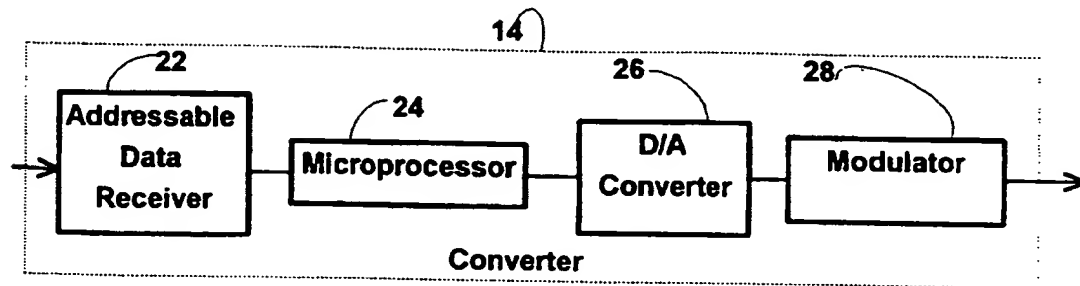 14
22
24
26
28
Addressable
Data
Receiver
Microprocessor
D/A
Converter
Modulator
Converter